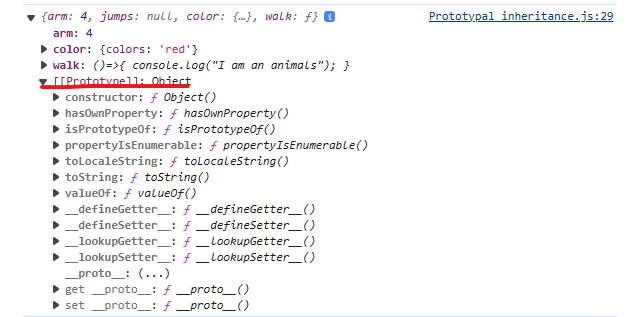 {arm: 4, jumps: null, color: {…}, walk: ƒ} i Prototypal inheritance.js:29
arm: 4
color: {colors: 'red'}
walk: ()=>{ console.log("I am an animals"); }
[[Prototype]]: Object
constructor: ƒ Object()
hasOwnProperty: ƒ hasOwnProperty()
isPrototypeOf: ƒ isPrototypeOf()
propertyIsEnumerable: ƒ propertyIsEnumerable()
toLocaleString: ƒ toLocaleString()
toString: ƒ toString()
valueOf: ƒ valueOf()
__defineGetter__: ƒ __defineGetter__()
__defineSetter__: ƒ __defineSetter__()
__lookupGetter__: ƒ __lookupGetter__()
__lookupSetter__: ƒ __lookupSetter__()
__proto__: (...)
get __proto__: ƒ __proto__()
set __proto__: ƒ __proto__()